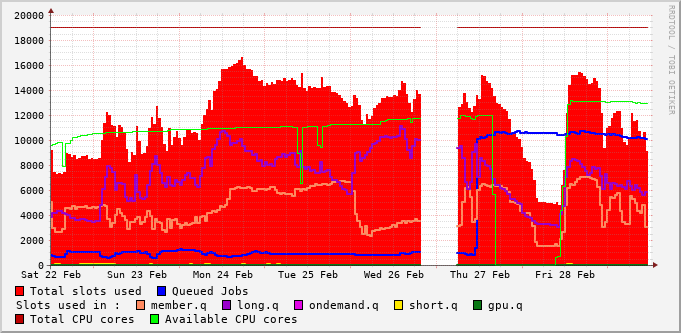 20000
18000
16000
14000
12000
10000
8000
6000
4000
2000
0
Sat 22 Feb Sun 23 Feb Mon 24 Feb Tue 25 Feb Wed 26 Feb Thu 27 Feb Fri 28 Feb
RRDTOOL / TOBI OETIKER
Total slots used Queued Jobs
Slots used in : member.q long.q ondemand.q short.q gpu.q
Total CPU cores Available CPU cores